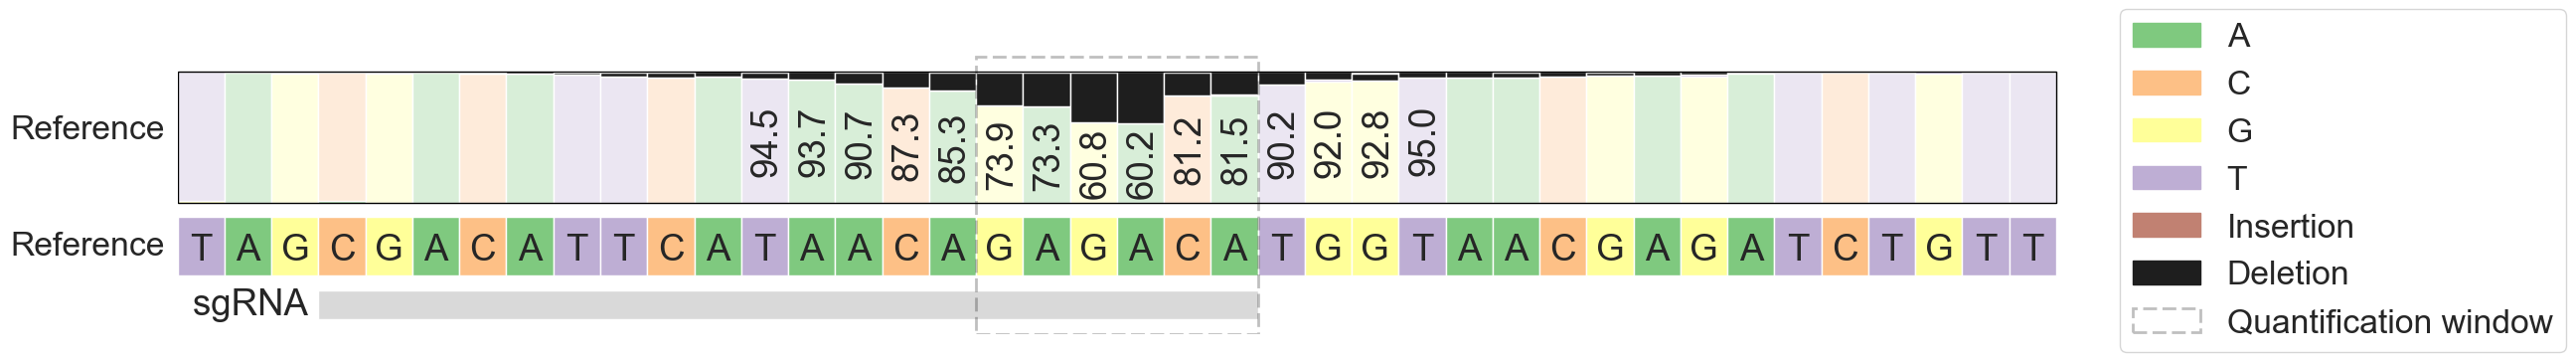 Reference
94.5 93.7 90.7 87.3 85.3 73.9 73.3 60.8 60.2 81.2 81.5 90.2 92.0 92.8 95.0
Reference T A G C G A C A T T C A T A A C A G A G A C A T G G T A A C G A G A T C T G T T
sgRNA
A
C
G
T
Insertion
Deletion
Quantification window